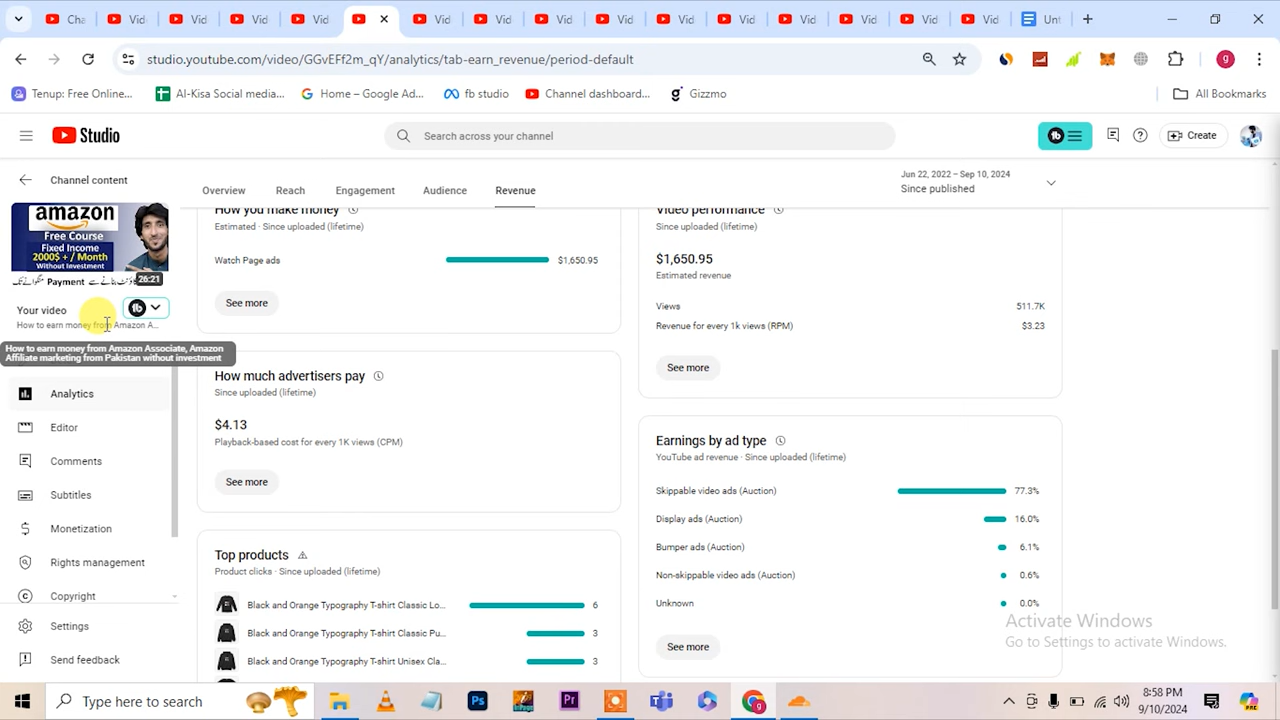 Cha
Vid
Vid
Vid
Vid
Vid
Vid
Vid
Vid
Vid
Vid
Vid
Vid
Vid
Vid
Unt
studio.youtube.com/video/GGvEFf2m_qY/analytics/tab-earn_revenue/period-default
g
Tenup: Free Online...
Al-Kisa Social media...
Home – Google Ad...
fb studio
Channel dashboard...
Gizzmo
All Bookmarks
Studio
Search across your channel
Create
Channel content
Overview
Reach
Engagement
Audience
Revenue
Jun 22, 2022 – Sep 10, 2024
Since published
amazon
Free Course
Fixed Income
2000$ + / Month
Without Investment
Payment
26:21
Your video
How to earn money from Amazon A...
How to earn money from Amazon Associate, Amazon
Affiliate marketing from Pakistan without investment
Analytics
Editor
Comments
Subtitles
Monetization
Rights management
Copyright
Settings
Send feedback
How you make money
Estimated · Since uploaded (lifetime)
Watch Page ads
$1,650.95
See more
How much advertisers pay
Since uploaded (lifetime)
$4.13
Playback-based cost for every 1K views (CPM)
See more
Top products
Product clicks · Since uploaded (lifetime)
Black and Orange Typography T-shirt Classic Lo...
6
Black and Orange Typography T-shirt Classic Pu...
3
Black and Orange Typography T-shirt Unisex Cla...
3
Video performance
Since uploaded (lifetime)
$1,650.95
Estimated revenue
Views
511.7K
Revenue for every 1k views (RPM)
$3.23
See more
Earnings by ad type
YouTube ad revenue · Since uploaded (lifetime)
Skippable video ads (Auction)
77.3%
Display ads (Auction)
16.0%
Bumper ads (Auction)
6.1%
Non-skippable video ads (Auction)
0.6%
Unknown
0.0%
See more
Activate Windows
Go to Settings to activate Windows.
Type here to search
8:58 PM
9/10/2024